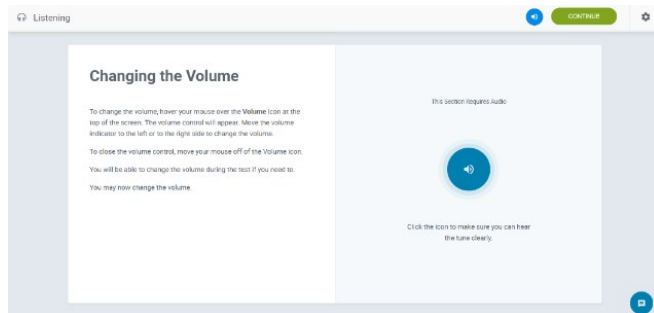 Listening
CONTINUE
Changing the Volume
To change the volume, hover your mouse over the Volume icon at the
top of the screen. The volume control will appear. Move the volume
indicator to the left or to the right side to change the volume.
To close the volume control, move your mouse off of the Volume icon.
You will be able to change the volume during the test if you need to.
You may now change the volume.
This Section Requires Audio
Click the icon to make sure you can hear
the tune clearly.